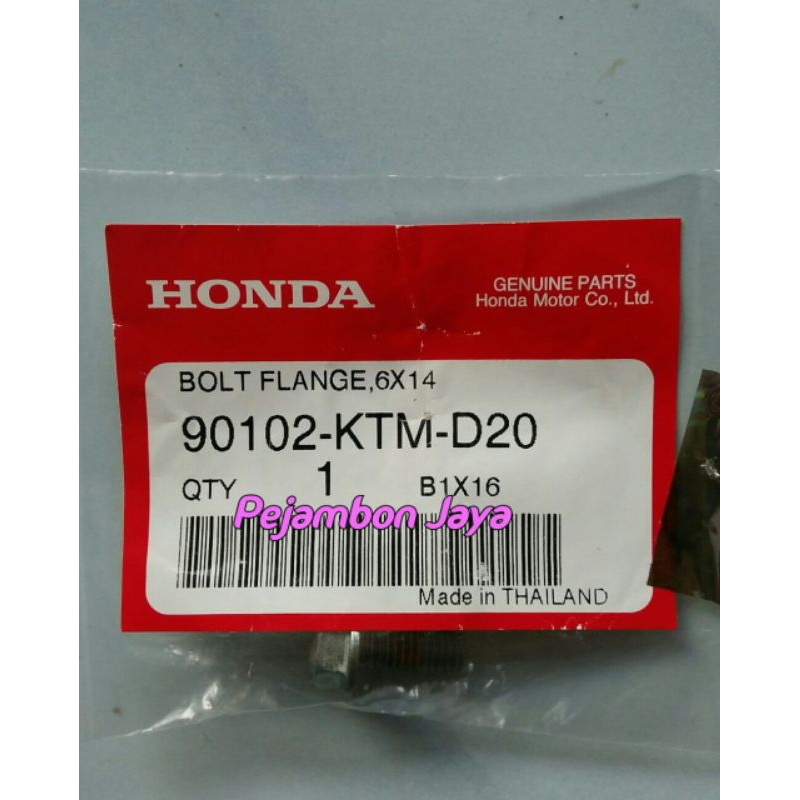 HONDA
GENUINE PARTS
Honda Motor Co., Ltd.
BOLT FLANGE,6X14
90102-KTM-D20
QTY 1 B1X16
Pejambon Jaya
Made in THAILAND